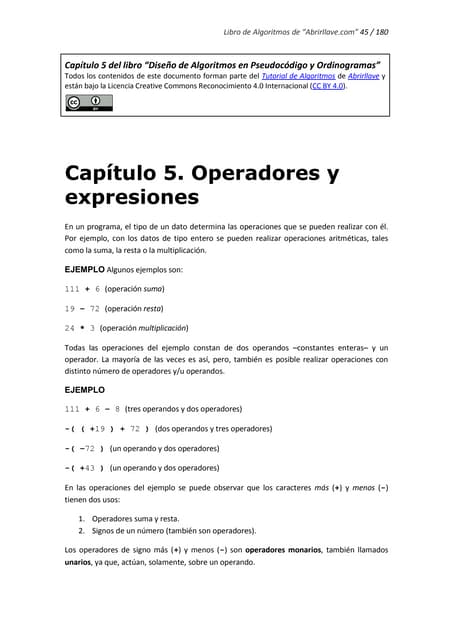 Libro de Algoritmos de “Abrirllave.com” 45 / 180
Capítulo 5 del libro “Diseño de Algoritmos en Pseudocódigo y Ordinogramas”
Todos los contenidos de este documento forman parte del Tutorial de Algoritmos de Abrirllave y
están bajo la Licencia Creative Commons Reconocimiento 4.0 Internacional (CC BY 4.0).
cc BY
Capítulo 5. Operadores y
expresiones
En un programa, el tipo de un dato determina las operaciones que se pueden realizar con él.
Por ejemplo, con los datos de tipo entero se pueden realizar operaciones aritméticas, tales
como la suma, la resta o la multiplicación.
EJEMPLO Algunos ejemplos son:
111 + 6 (operación suma)
19 – 72 (operación resta)
24 * 3 (operación multiplicación)
Todas las operaciones del ejemplo constan de dos operandos –constantes enteras– y un
operador. La mayoría de las veces es así, pero, también es posible realizar operaciones con
distinto número de operadores y/u operandos.
EJEMPLO
111 + 6 – 8 (tres operandos y dos operadores)
–( ( +19 ) + 72 ) (dos operandos y tres operadores)
–( –72 ) (un operando y dos operadores)
–( +43 ) (un operando y dos operadores)
En las operaciones del ejemplo se puede observar que los caracteres más (+) y menos (–)
tienen dos usos:
1. Operadores suma y resta.
2. Signos de un número (también son operadores).
Los operadores de signo más (+) y menos (–) son operadores monarios, también llamados
unarios, ya que, actúan, solamente, sobre un operando.